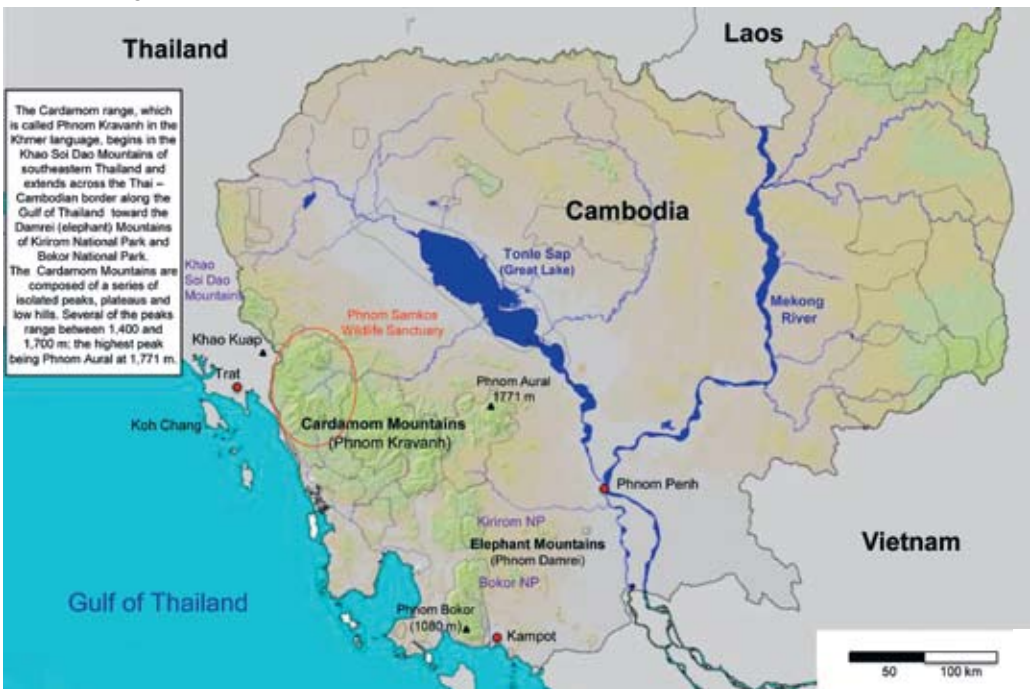 Thailand
Laos
The Cardamom range, which
is called Phnom Kravanh in the
Khmer language, begins in the
Khao Soi Dao Mountains of
southeastern Thailand and
extends across the Thai –
Cambodian border along the
Gulf of Thailand toward the
Damrei (elephant) Mountains
of Kirirom National Park and
Bokor National Park.
The Cardamom Mountains are
composed of a series of
isolated peaks, plateaus and
low hills. Several of the peaks
range between 1,400 and
1,700 m: the highest peak
being Phnom Aural at 1,771 m.
Cambodia
Tonle Sap
(Great Lake)
Khao
Soi Dao
Mountains
Mekong
River
Phnom Samkos
Wildlife Sanctuary
Khao Kuap
Trat
Phnom Aural
1771 m
Koh Chang
Cardamom Mountains
(Phnom Kravanh)
Phnom Penh
Kirirom NP
Elephant Mountains
(Phnom Damrei)
Vietnam
Bokor NP
Gulf of Thailand
Phnom Bokor
(1080 m)
Kampot
50
100 km